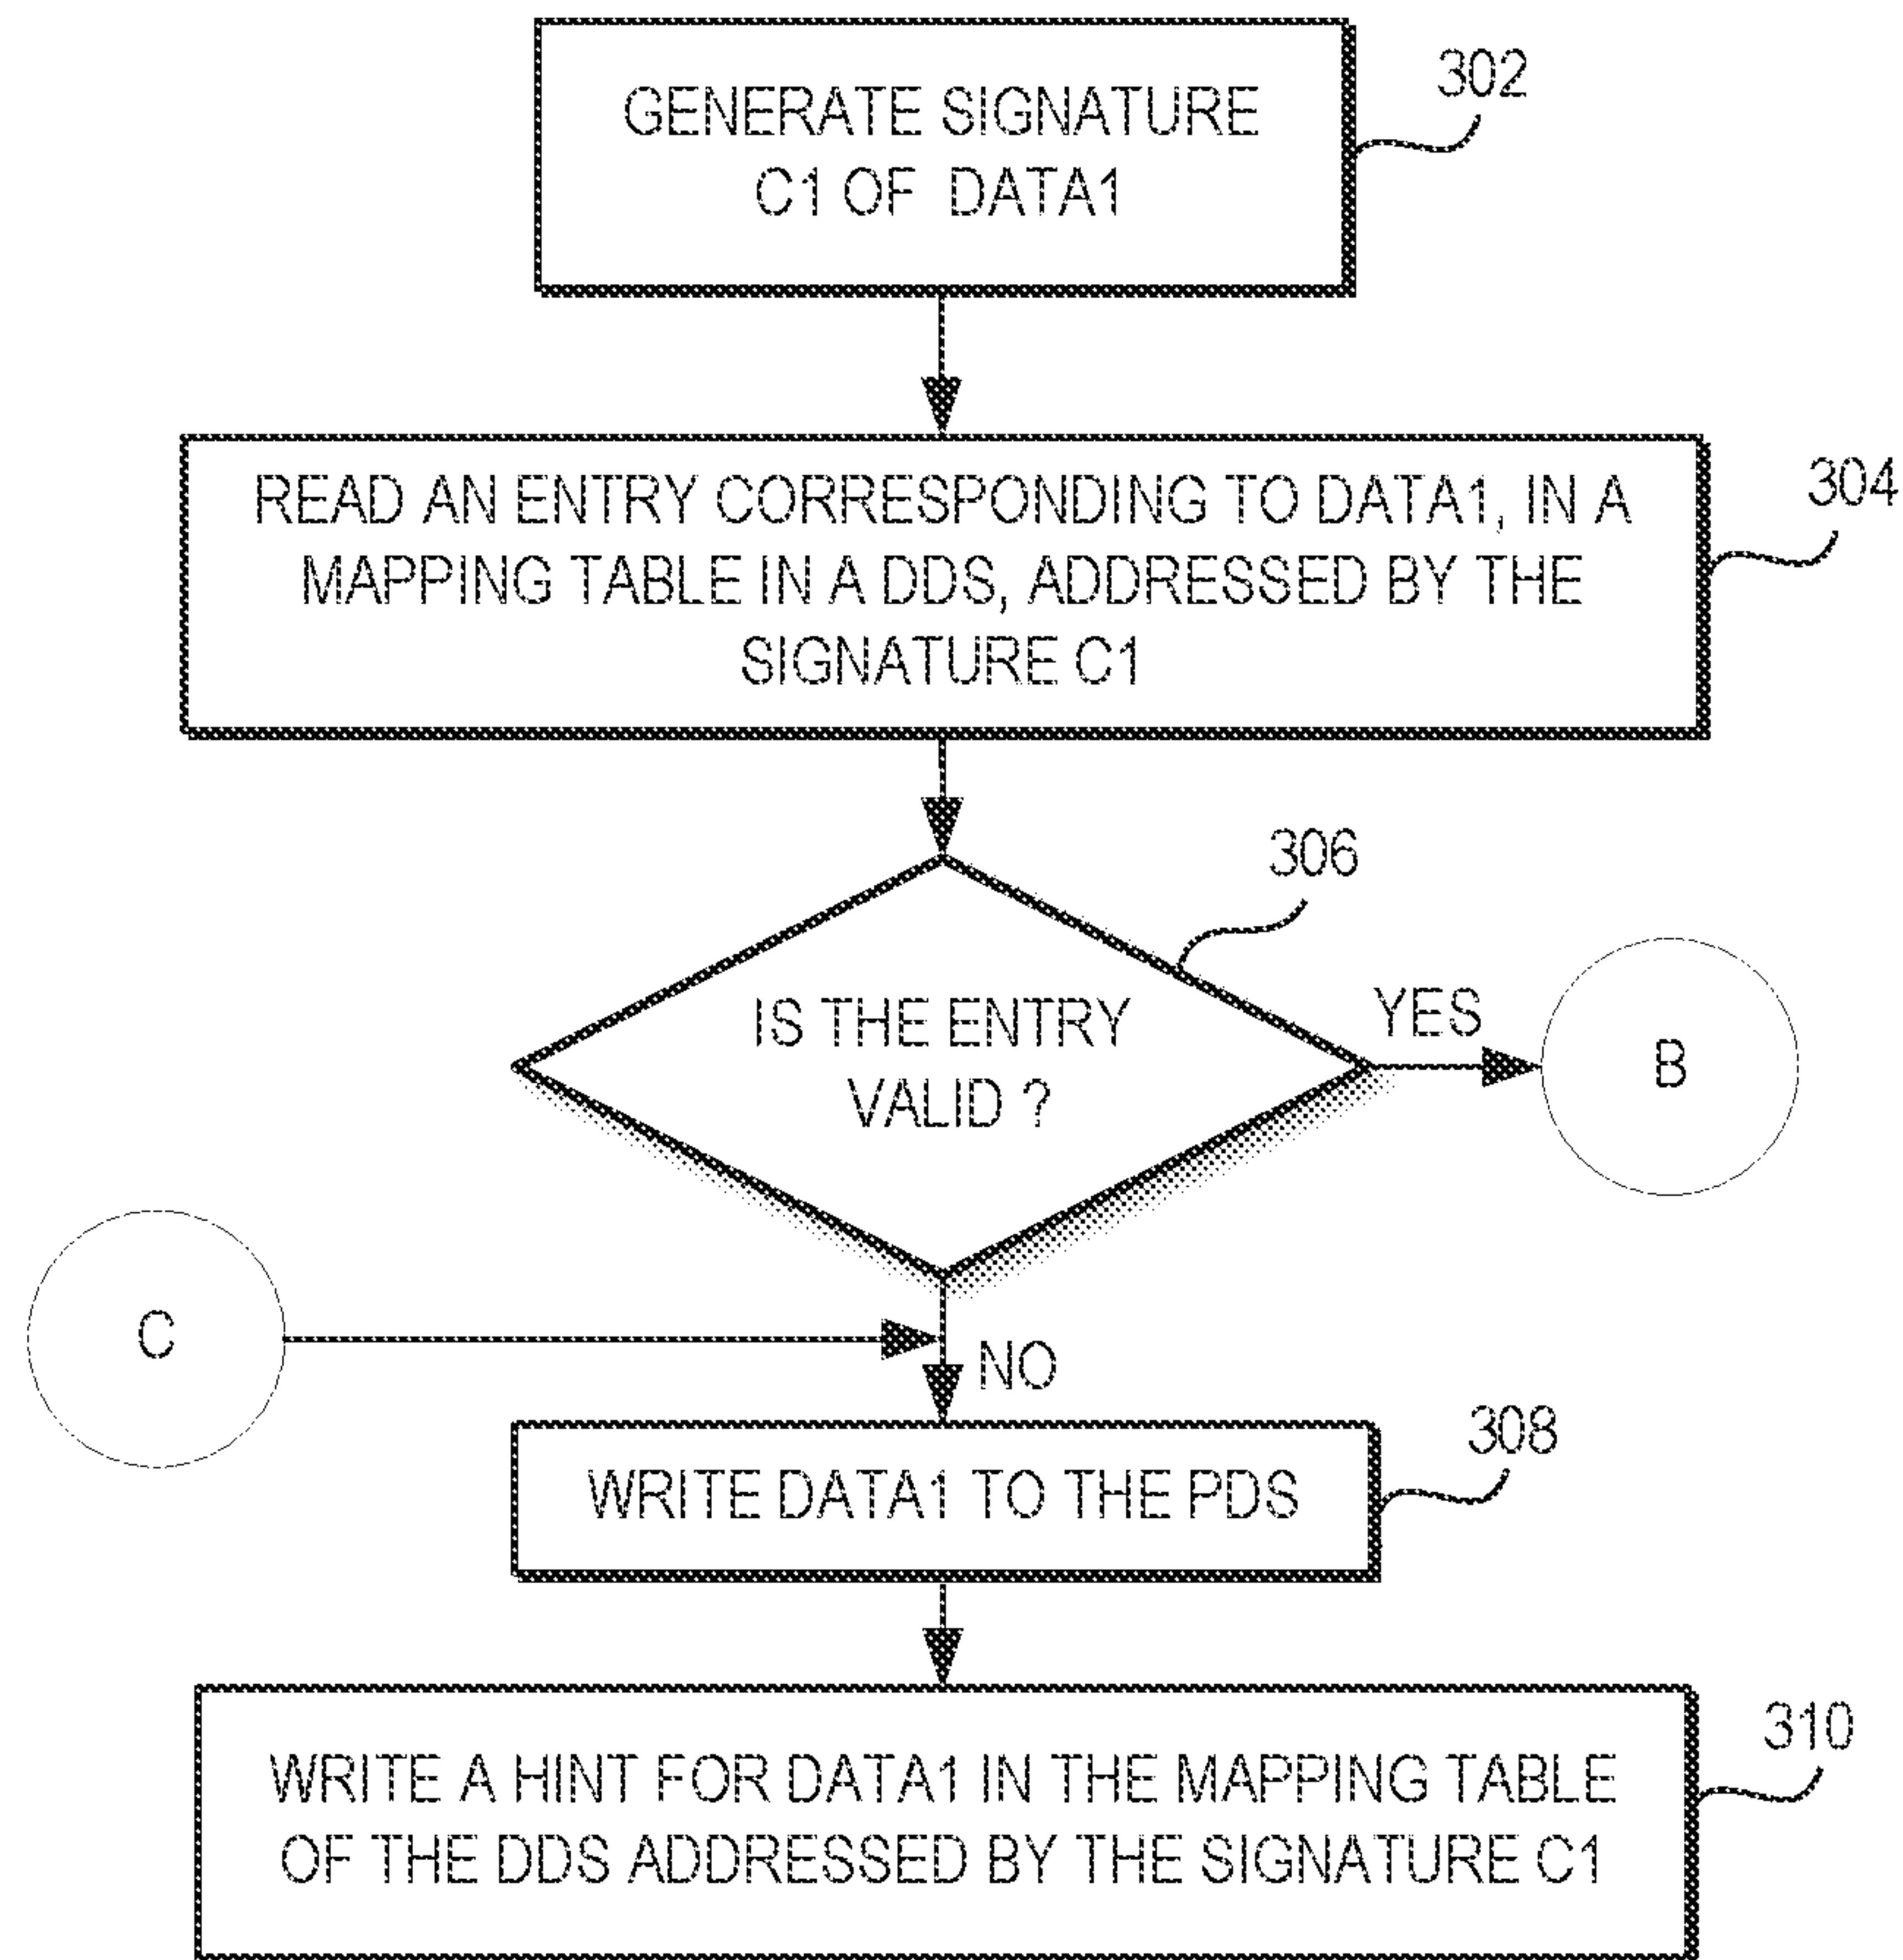 GENERATE SIGNATURE
C1 OF DATA1
302
READ AN ENTRY CORRESPONDING TO DATA1, IN A
MAPPING TABLE IN A DDS, ADDRESSED BY THE
SIGNATURE C1
304
306
IS THE ENTRY
VALID ?
YES
B
C
NO
308
WRITE DATA1 TO THE PDS
310
WRITE A HINT FOR DATA1 IN THE MAPPING TABLE
OF THE DDS ADDRESSED BY THE SIGNATURE C1